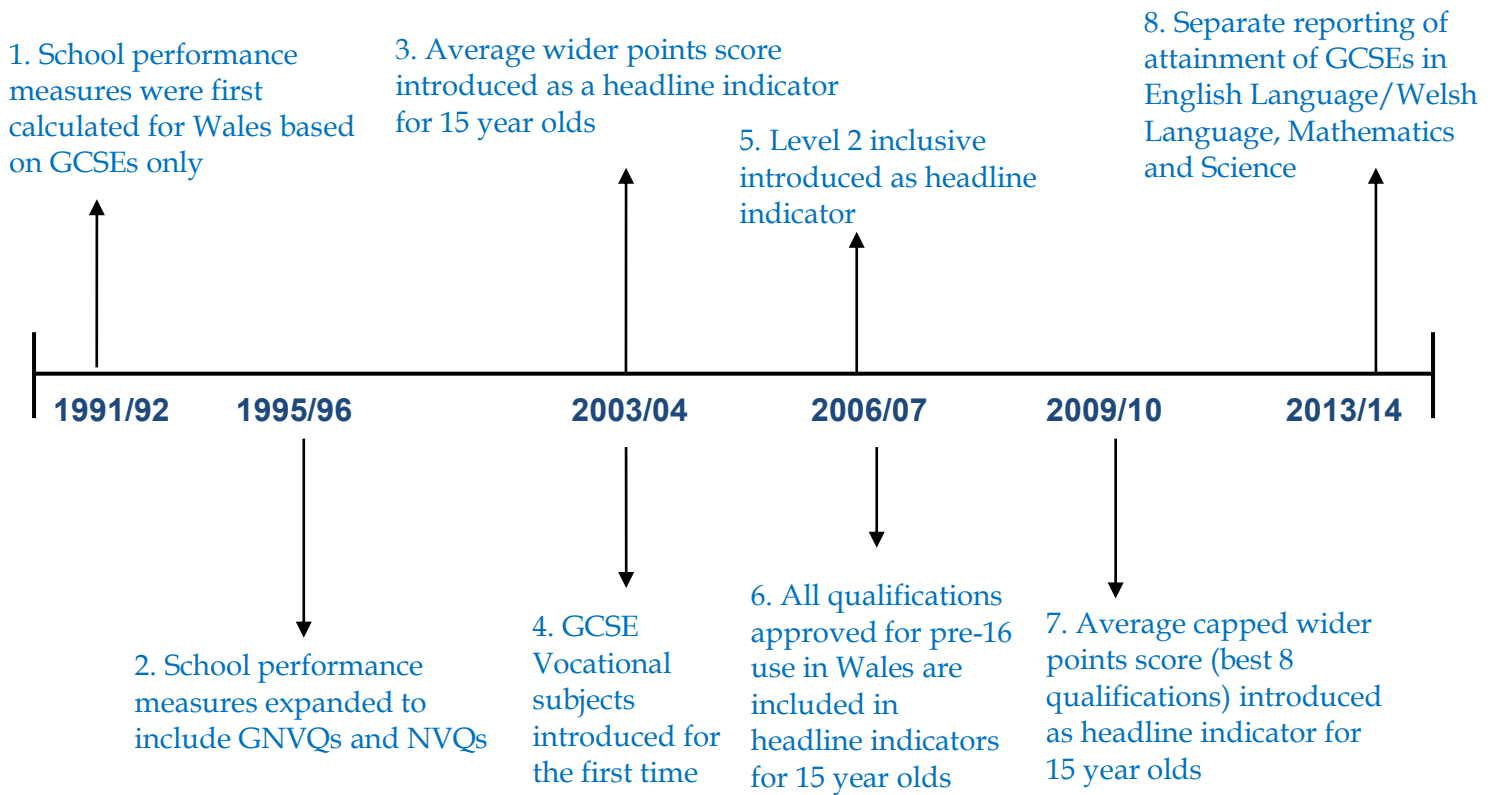 1. School performance
measures were first
calculated for Wales based
on GCSEs only
3. Average wider points score
introduced as a headline indicator
for 15 year olds
5. Level 2 inclusive
introduced as headline
indicator
8. Separate reporting of
attainment of GCSEs in
English Language/Welsh
Language, Mathematics
and Science
1991/92
1995/96
2003/04
2006/07
2009/10
2013/14
2. School performance
measures expanded to
include GNVQs and NVQs
4. GCSE
Vocational
subjects
introduced for
the first time
6. All qualifications
approved for pre-16
use in Wales are
included in
headline indicators
for 15 year olds
7. Average capped wider
points score (best 8
qualifications) introduced
as headline indicator for
15 year olds